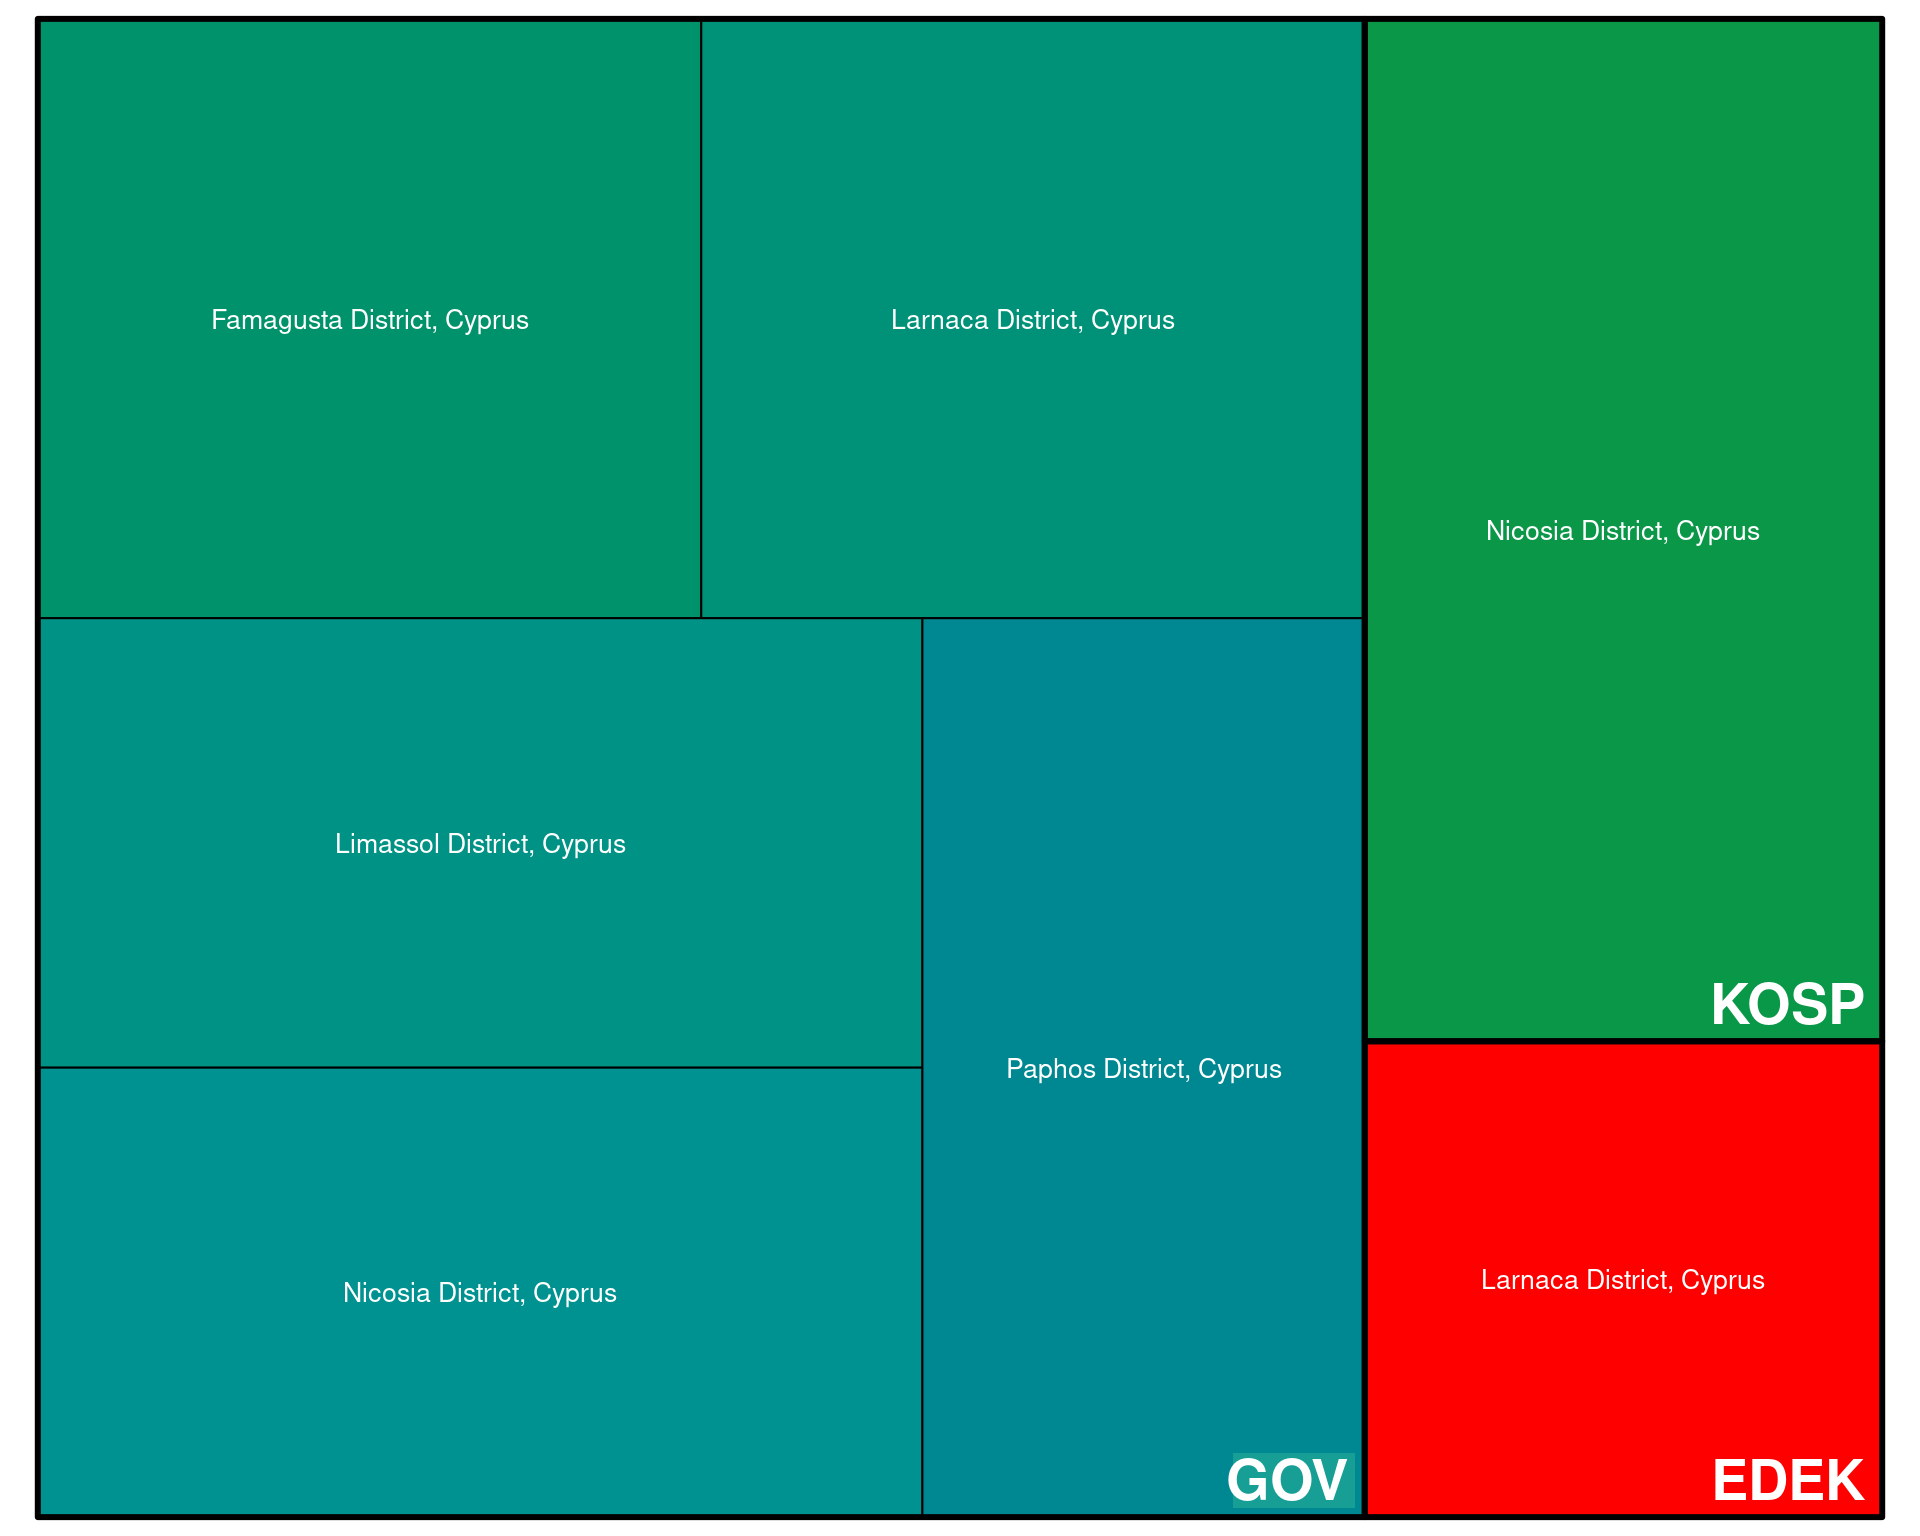 Famagusta District, Cyprus
Larnaca District, Cyprus
Nicosia District, Cyprus
Limassol District, Cyprus
KOSP
Paphos District, Cyprus
Nicosia District, Cyprus
Larnaca District, Cyprus
GOV
EDEK